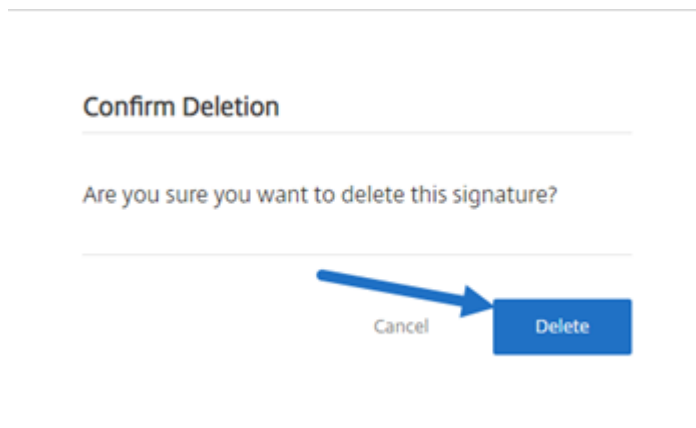 Confirm Deletion
Are you sure you want to delete this signature?
Cancel
Delete